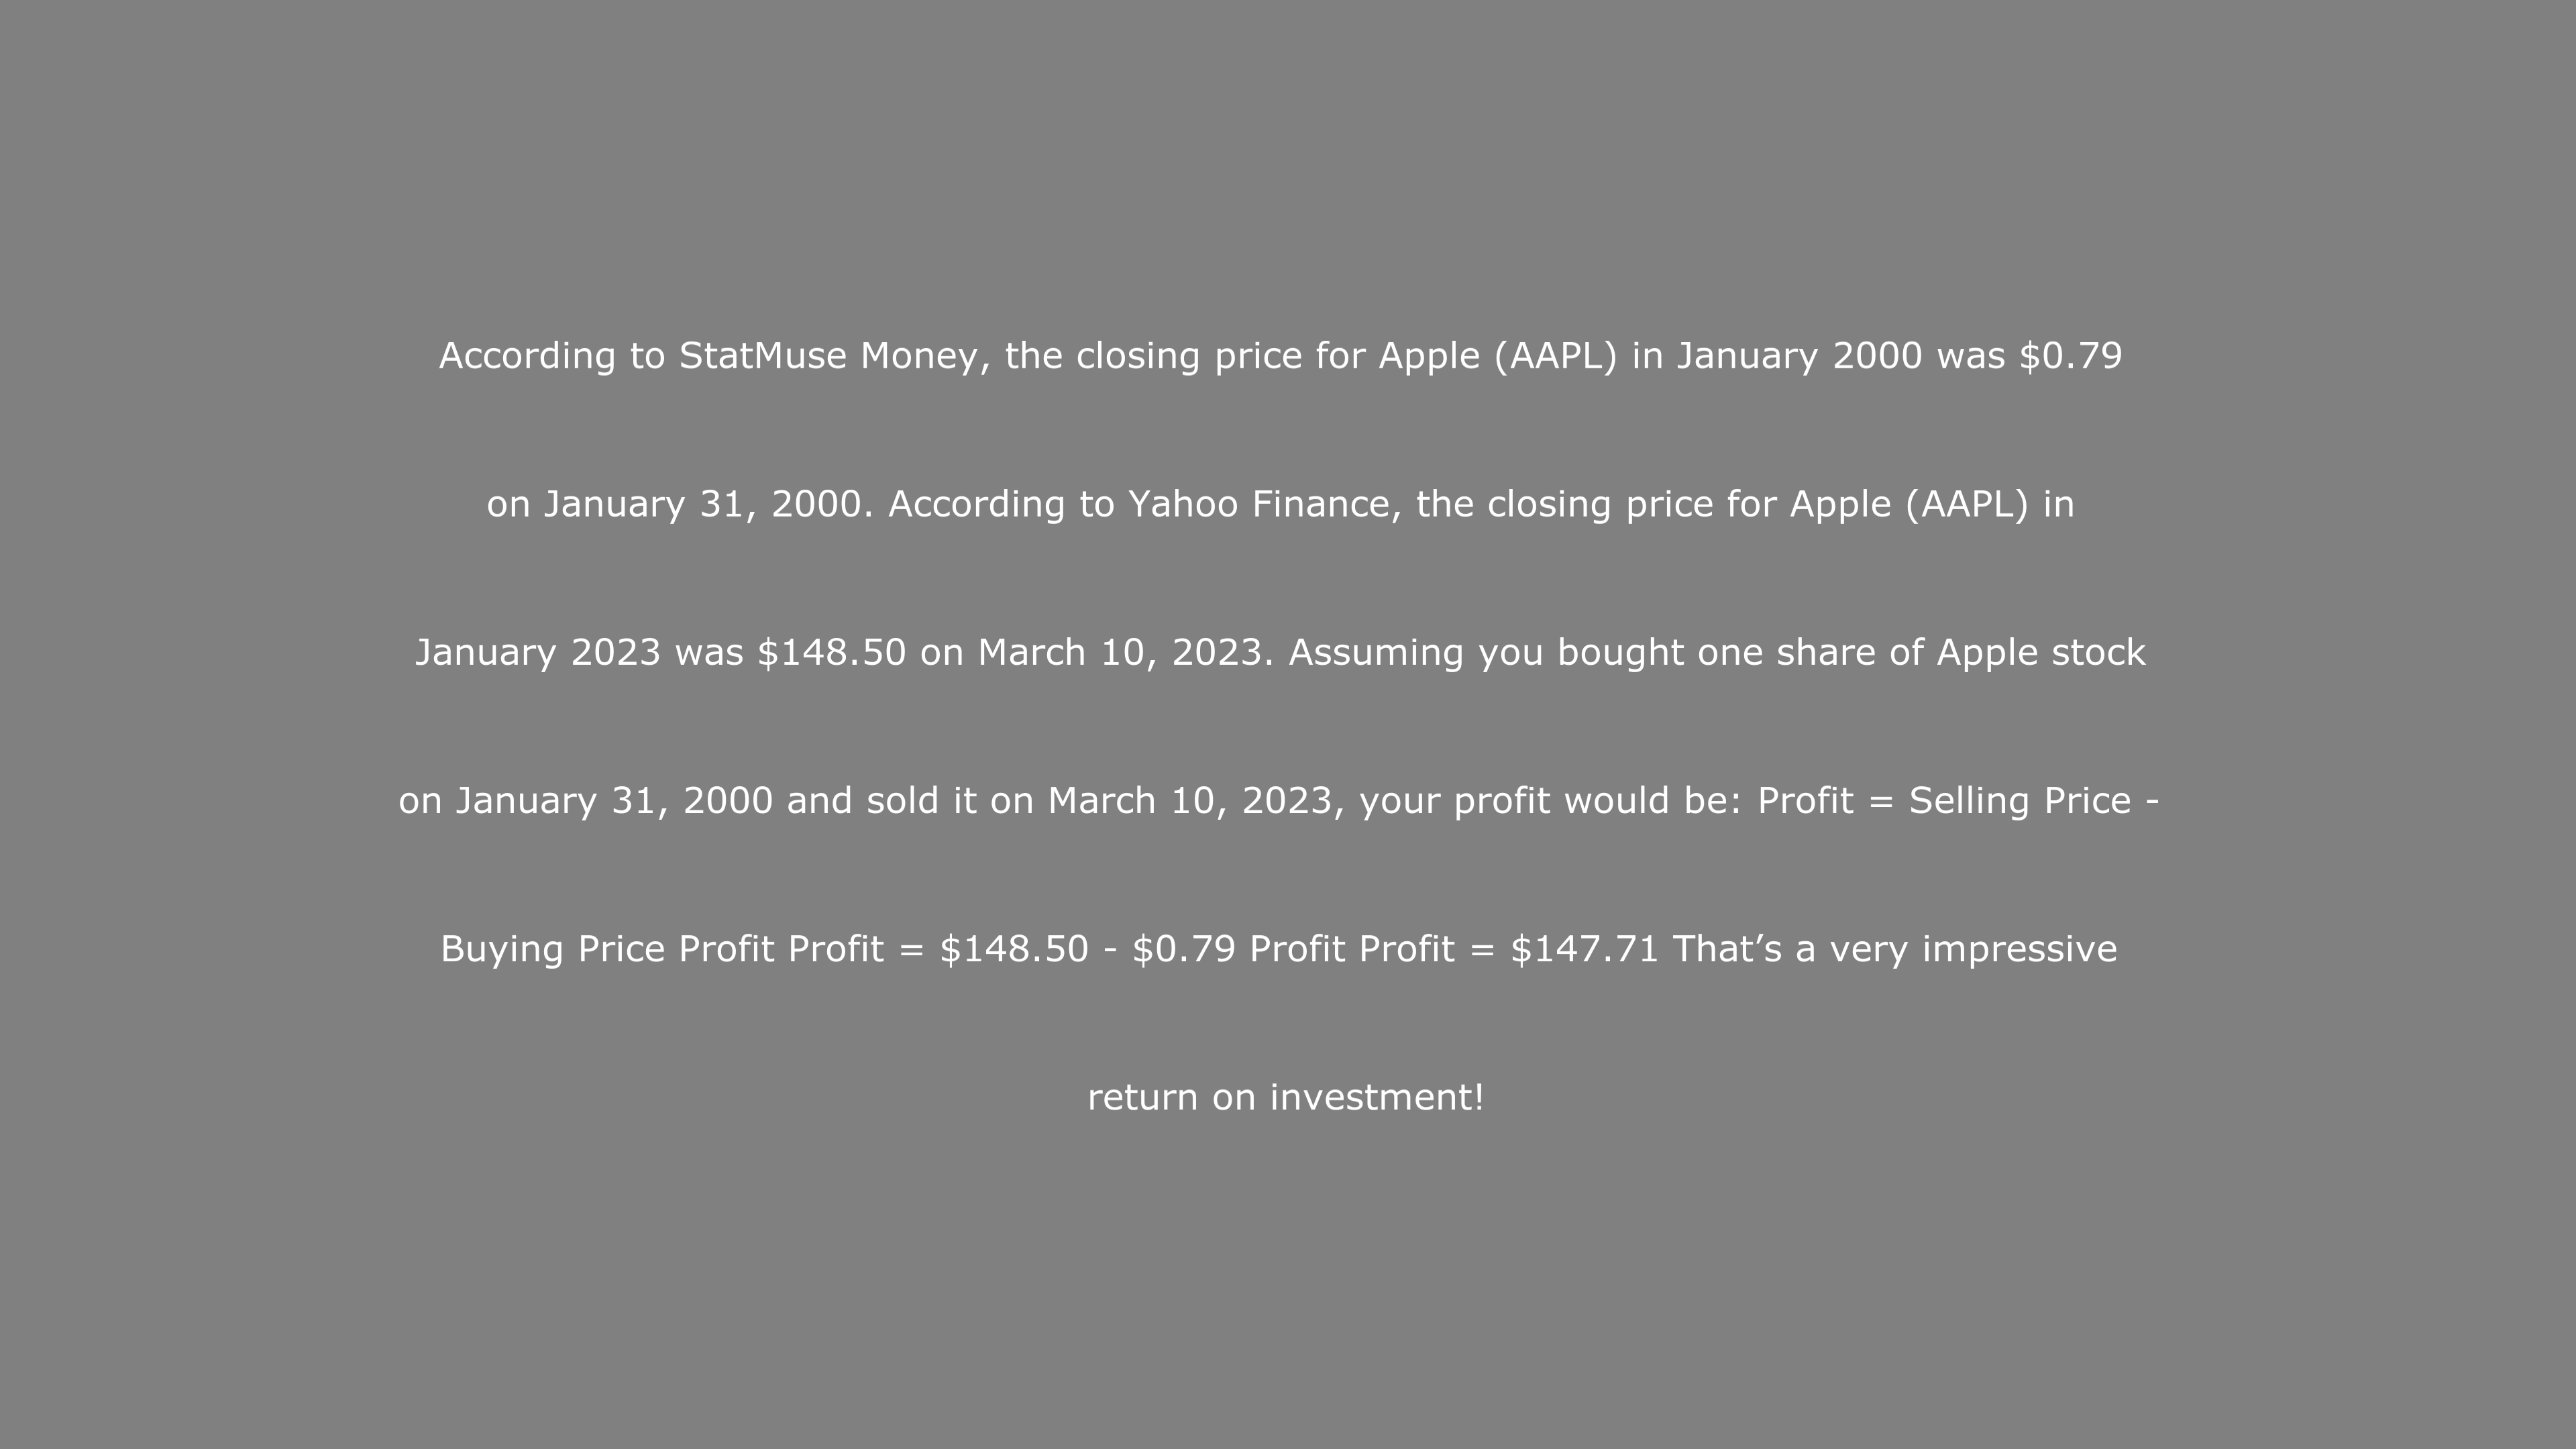 According to StatMuse Money, the closing price for Apple (AAPL) in January 2000 was $0.79
on January 31, 2000. According to Yahoo Finance, the closing price for Apple (AAPL) in
January 2023 was $148.50 on March 10, 2023. Assuming you bought one share of Apple stock
on January 31, 2000 and sold it on March 10, 2023, your profit would be: Profit = Selling Price -
Buying Price Profit Profit = $148.50 - $0.79 Profit Profit = $147.71 That’s a very impressive
return on investment!